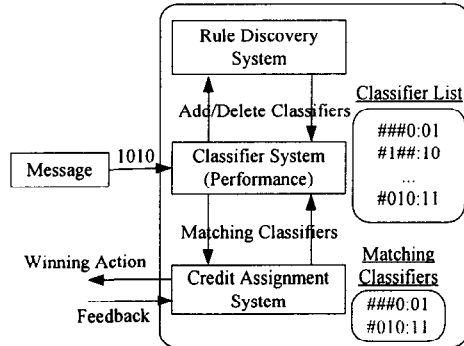 Rule Discovery
System
Add/Delete Classifiers
Classifier List
###0:01
#1##:10
...
#010:11
Message
1010
Classifier System
(Performance)
Matching Classifiers
Winning Action
Feedback
Credit Assignment
System
Matching
Classifiers
###0:01
#010:11